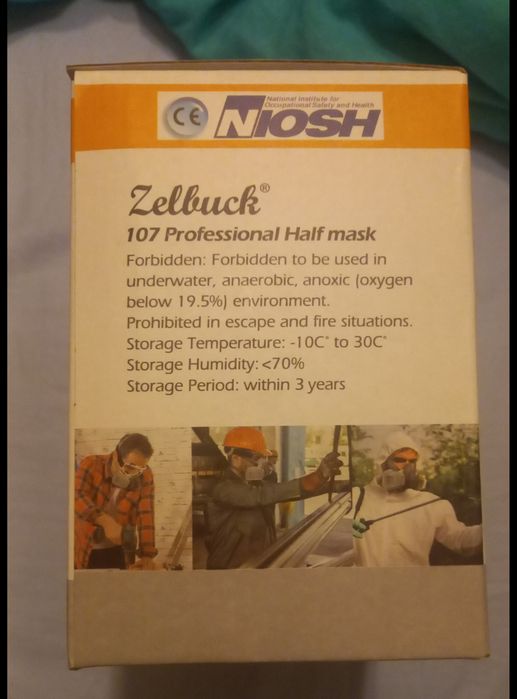 CE
National Institute for
Occupational Safety and Health
NIOSH
Zelbuck®
107 Professional Half mask
Forbidden: Forbidden to be used in
underwater, anaerobic, anoxic (oxygen
below 19.5%) environment.
Prohibited in escape and fire situations.
Storage Temperature: -10C° to 30C°
Storage Humidity: <70%
Storage Period: within 3 years